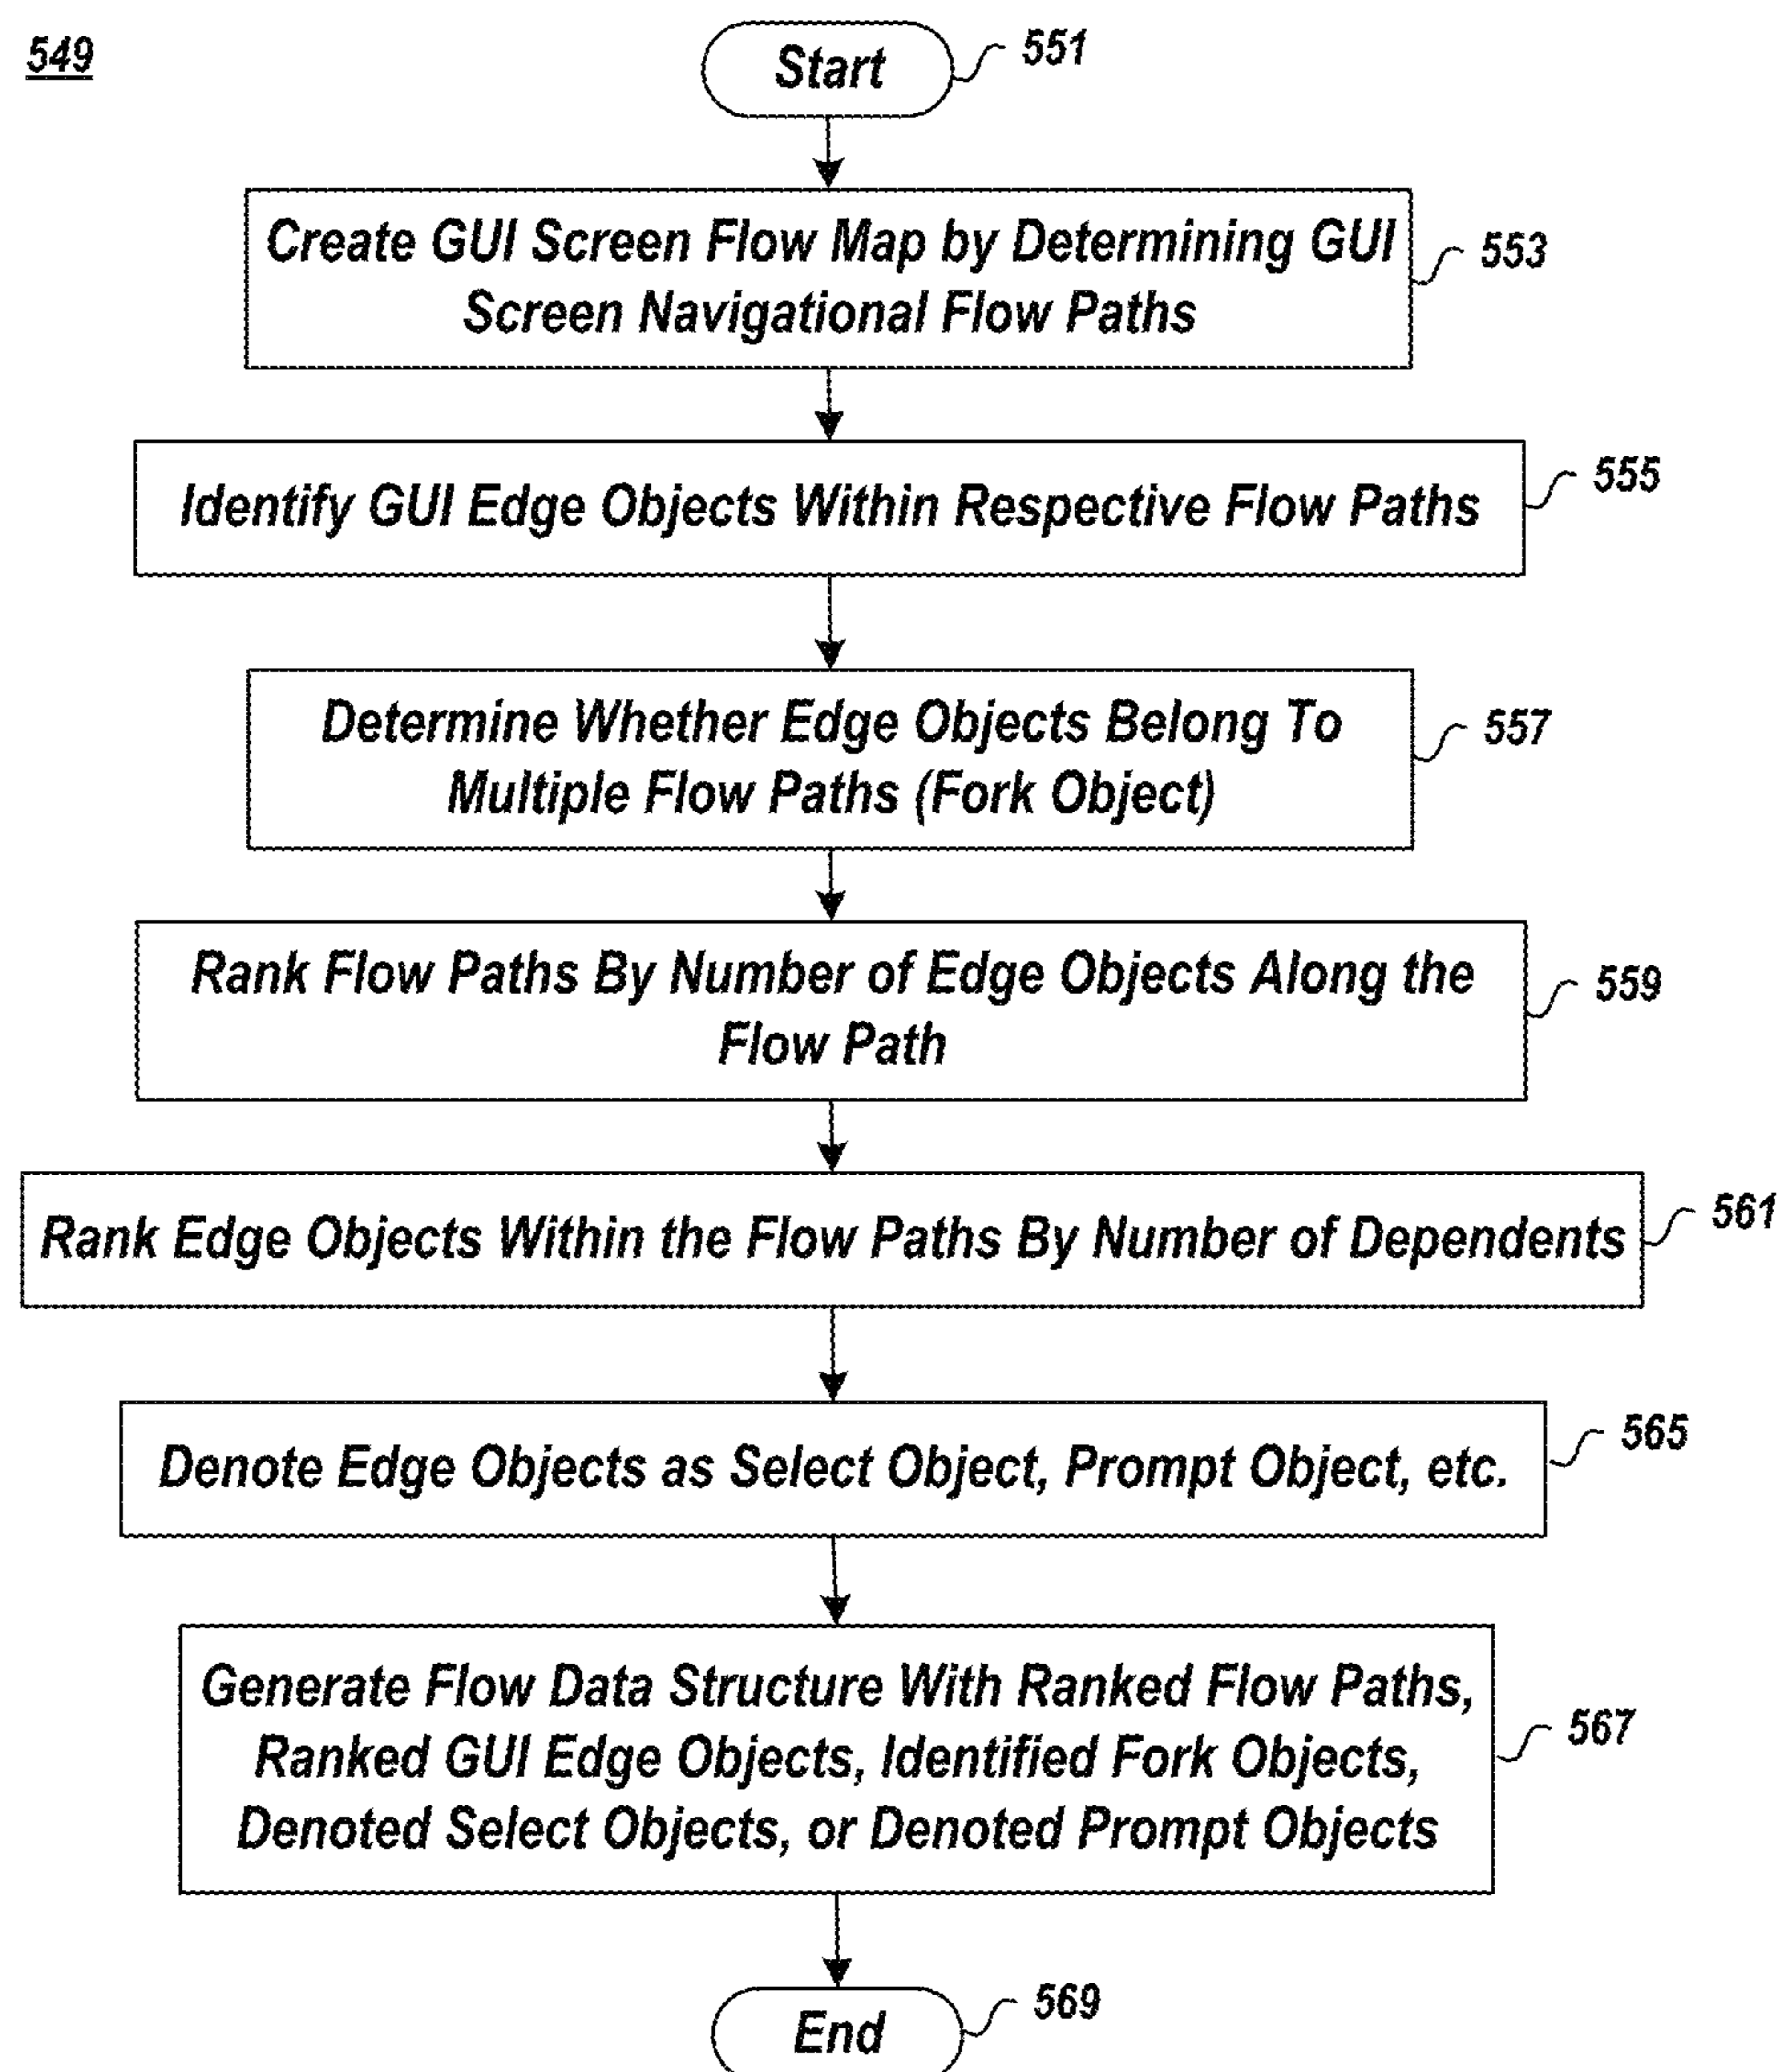 549
Start
551
Create GUI Screen Flow Map by Determining GUI
Screen Navigational Flow Paths
553
Identify GUI Edge Objects Within Respective Flow Paths
555
Determine Whether Edge Objects Belong To
Multiple Flow Paths (Fork Object)
557
Rank Flow Paths By Number of Edge Objects Along the
Flow Path
559
Rank Edge Objects Within the Flow Paths By Number of Dependents
561
Denote Edge Objects as Select Object, Prompt Object, etc.
565
Generate Flow Data Structure With Ranked Flow Paths,
Ranked GUI Edge Objects, Identified Fork Objects,
Denoted Select Objects, or Denoted Prompt Objects
567
End
569